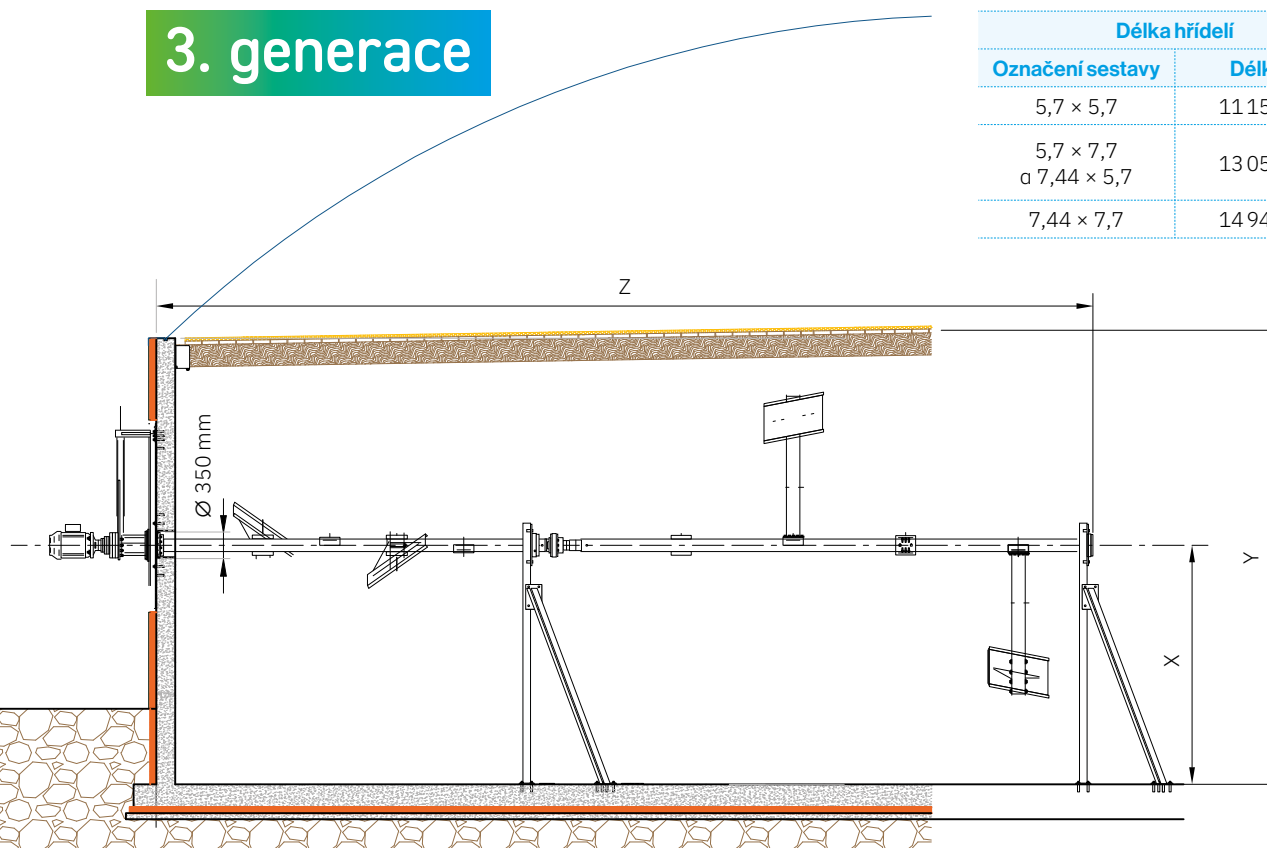 3. generace
Délka hřídelí
Označení sestavy
5,7 × 5,7
5,7 × 7,7
a 7,44 × 5,7
7,44 × 7,7
Z
Ø 350 mm
Y
X